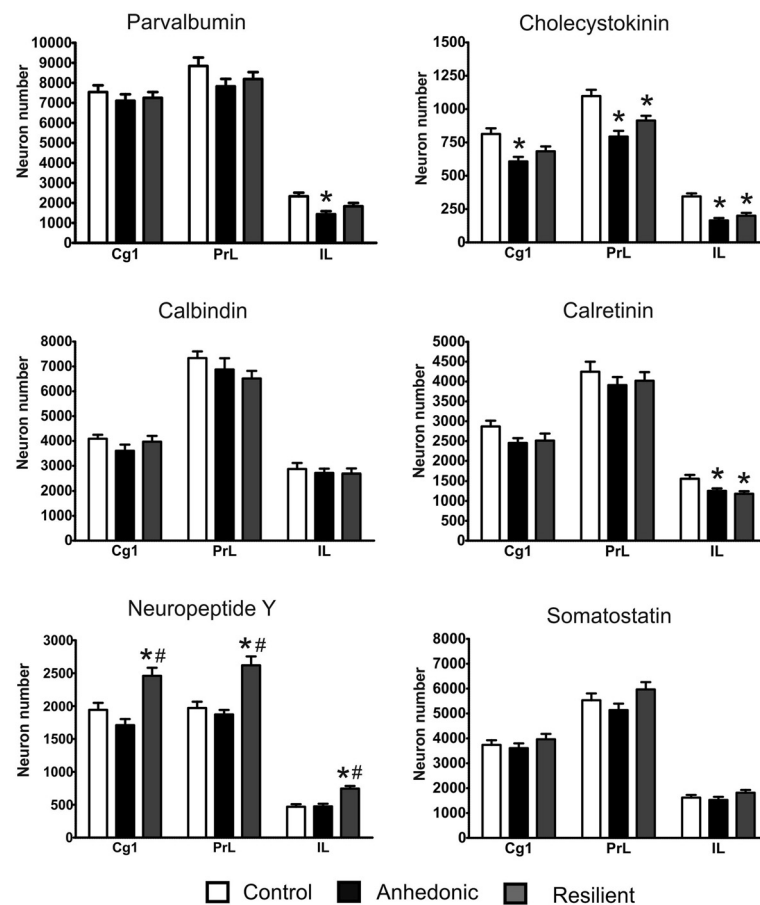 Parvalbumin
Neuron number
10000
9000
8000
7000
6000
5000
4000
3000
2000
1000
0
*
Cg1 PrL IL
Cholecystokinin
Neuron number
1500
1250
1000
750
500
250
0
* * * * *
Cg1 PrL IL
Calbindin
Neuron number
8000
7000
6000
5000
4000
3000
2000
1000
0
Cg1 PrL IL
Calretinin
Neuron number
5000
4500
4000
3500
3000
2500
2000
1500
1000
500
0
* *
Cg1 PrL IL
Neuropeptide Y
Neuron number
3000
2500
2000
1500
1000
500
0
*# *# *#
Cg1 PrL IL
Somatostatin
Neuron number
8000
7000
6000
5000
4000
3000
2000
1000
0
Cg1 PrL IL
Control Anhedonic Resilient